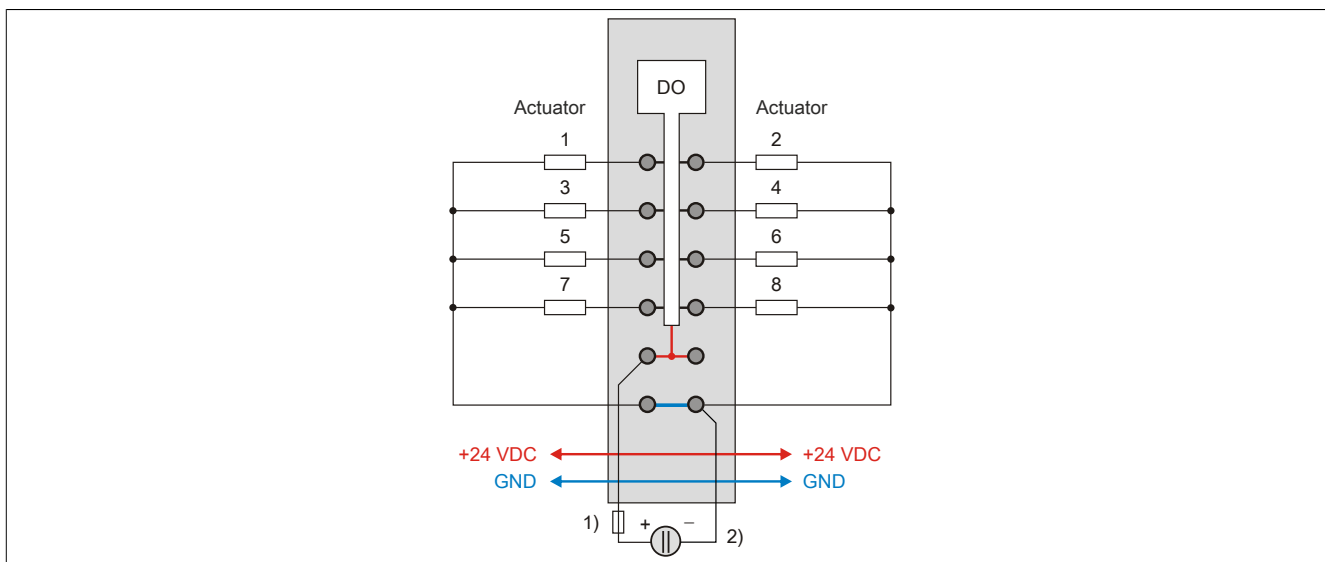 DO
Actuator Actuator
1 2
3 4
5 6
7 8
+24 VDC +24 VDC
GND GND
1) + – 2)